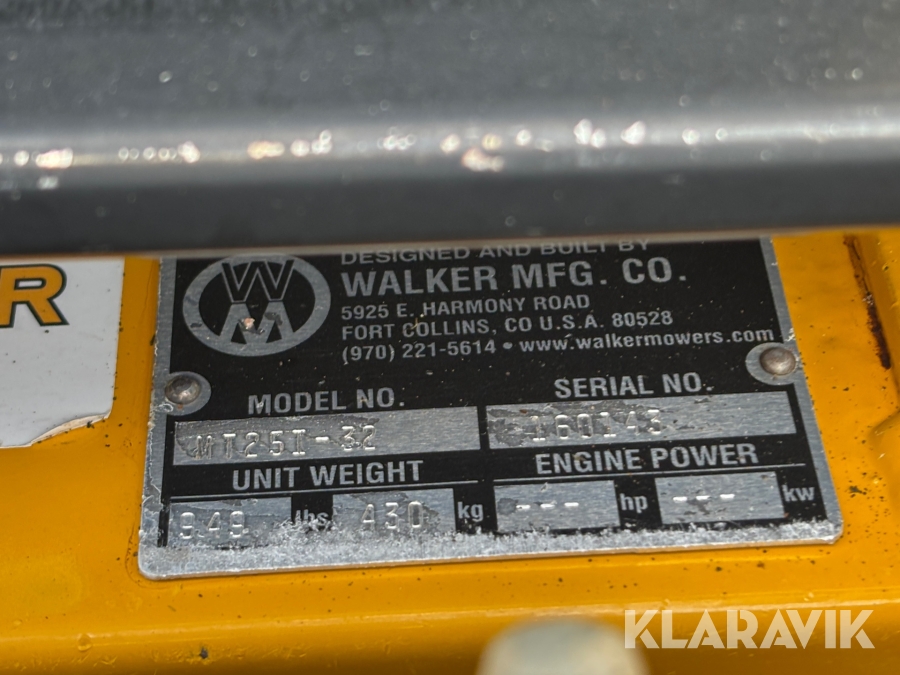 R
DESIGNED AND BUILT BY
WALKER MFG. CO.
5925 E. HARMONY ROAD
FORT COLLINS, CO U.S.A. 80528
(970) 221-5614 • www.walkermowers.com
WM
MODEL NO. SERIAL NO.
MT25I-32 160143
UNIT WEIGHT ENGINE POWER
949 lbs 430 kg --- hp --- kw
KLARAVIK